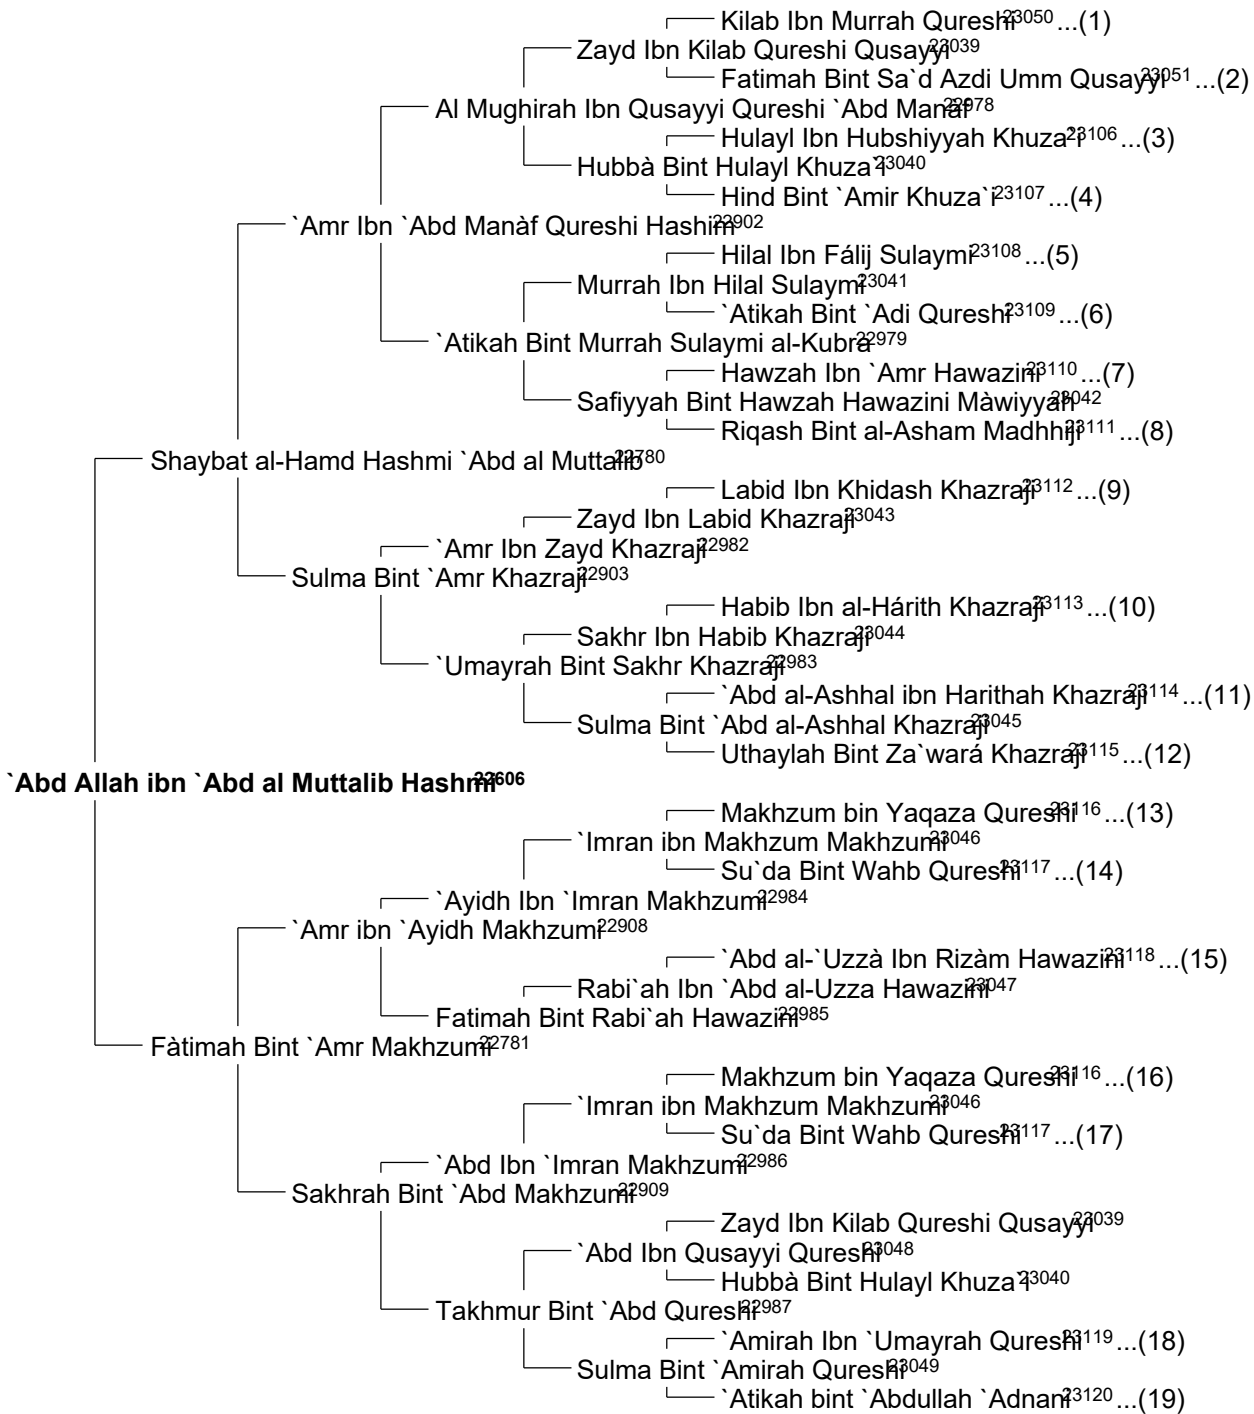 Kilab Ibn Murrah Qureshi23050 ...(1)
Zayd Ibn Kilab Qureshi Qusayyi23039
Fatimah Bint Sa`d Azdi Umm Qusayyi23051 ...(2)
Al Mughirah Ibn Qusayyi Qureshi `Abd Manàf22978
Hulayl Ibn Hubshiyyah Khuza`i23106 ...(3)
Hubbà Bint Hulayl Khuza`i23040
Hind Bint `Amir Khuza`i23107 ...(4)
`Amr Ibn `Abd Manàf Qureshi Hashim22902
Hilal Ibn Fálij Sulaymi23108 ...(5)
Murrah Ibn Hilal Sulaymi23041
`Atikah Bint `Adi Qureshi23109 ...(6)
`Atikah Bint Murrah Sulaymi al-Kubra22979
Hawzah Ibn `Amr Hawazini23110 ...(7)
Safiyyah Bint Hawzah Hawazini Màwiyyah23042
Riqash Bint al-Asham Madhhiji23111 ...(8)
Shaybat al-Hamd Hashmi `Abd al Muttalib22780
Labid Ibn Khidash Khazraji23112 ...(9)
Zayd Ibn Labid Khazraji23043
`Amr Ibn Zayd Khazraji22982
Sulma Bint `Amr Khazraji22903
Habib Ibn al-Hárith Khazraji23113 ...(10)
Sakhr Ibn Habib Khazraji23044
`Umayrah Bint Sakhr Khazraji22983
`Abd al-Ashhal ibn Harithah Khazraji23114 ...(11)
Sulma Bint `Abd al-Ashhal Khazraji23045
Uthaylah Bint Za`wará Khazraji23115 ...(12)
`Abd Allah ibn `Abd al Muttalib Hashmi22606
Makhzum bin Yaqaza Qureshi23116 ...(13)
`Imran ibn Makhzum Makhzumi23046
Su`da Bint Wahb Qureshi23117 ...(14)
`Ayidh Ibn `Imran Makhzumi22984
`Amr ibn `Ayidh Makhzumi22908
`Abd al-`Uzzà Ibn Rizàm Hawazini23118 ...(15)
Rabi`ah Ibn `Abd al-Uzza Hawazini23047
Fatimah Bint Rabi`ah Hawazini22985
Fàtimah Bint `Amr Makhzumi22781
Makhzum bin Yaqaza Qureshi23116 ...(16)
`Imran ibn Makhzum Makhzumi23046
Su`da Bint Wahb Qureshi23117 ...(17)
`Abd Ibn `Imran Makhzumi22986
Sakhrah Bint `Abd Makhzumi22909
Zayd Ibn Kilab Qureshi Qusayyi23039
`Abd Ibn Qusayyi Qureshi23048
Hubbà Bint Hulayl Khuza`i23040
Takhmur Bint `Abd Qureshi22987
`Amirah Ibn `Umayrah Qureshi23119 ...(18)
Sulma Bint `Amirah Qureshi23049
`Atikah bint `Abdullah `Adnani23120 ...(19)